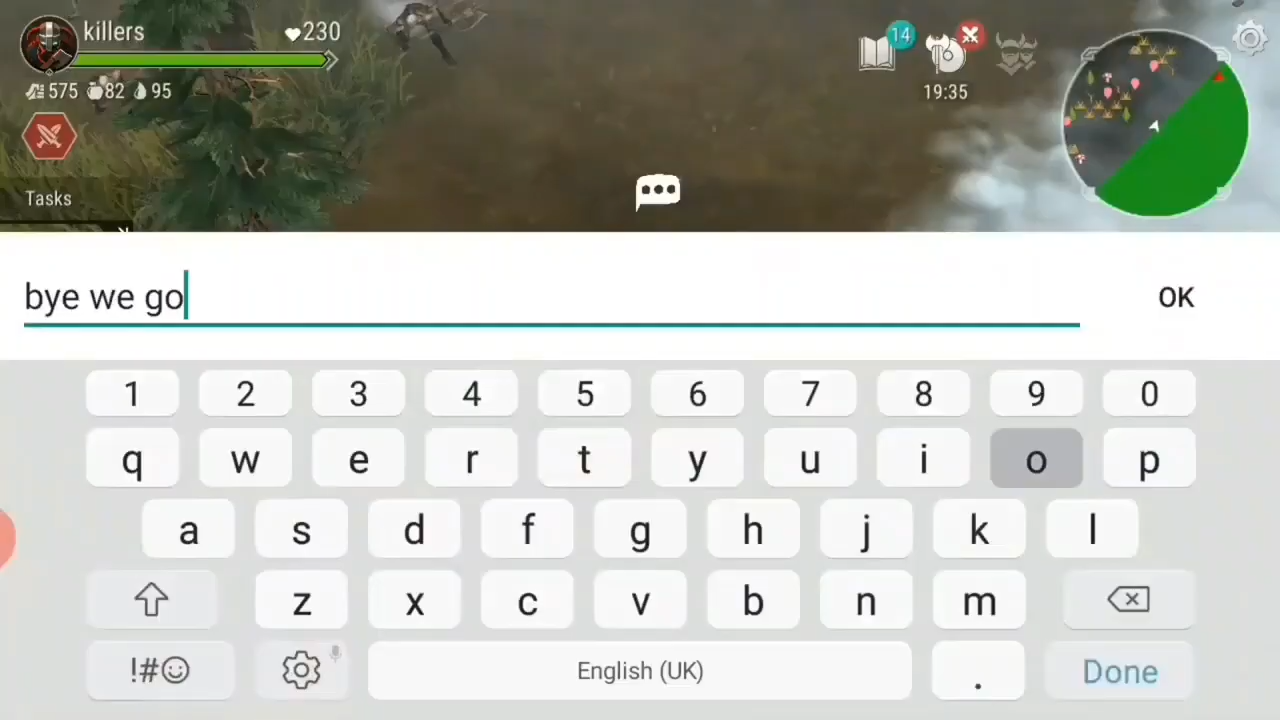 killers
230
575 82 95
14
19:35
Tasks
bye we go
OK
1 2 3 4 5 6 7 8 9 0
q w e r t y u i o p
a s d f g h j k l
z x c v b n m
!#☺ English (UK) . Done